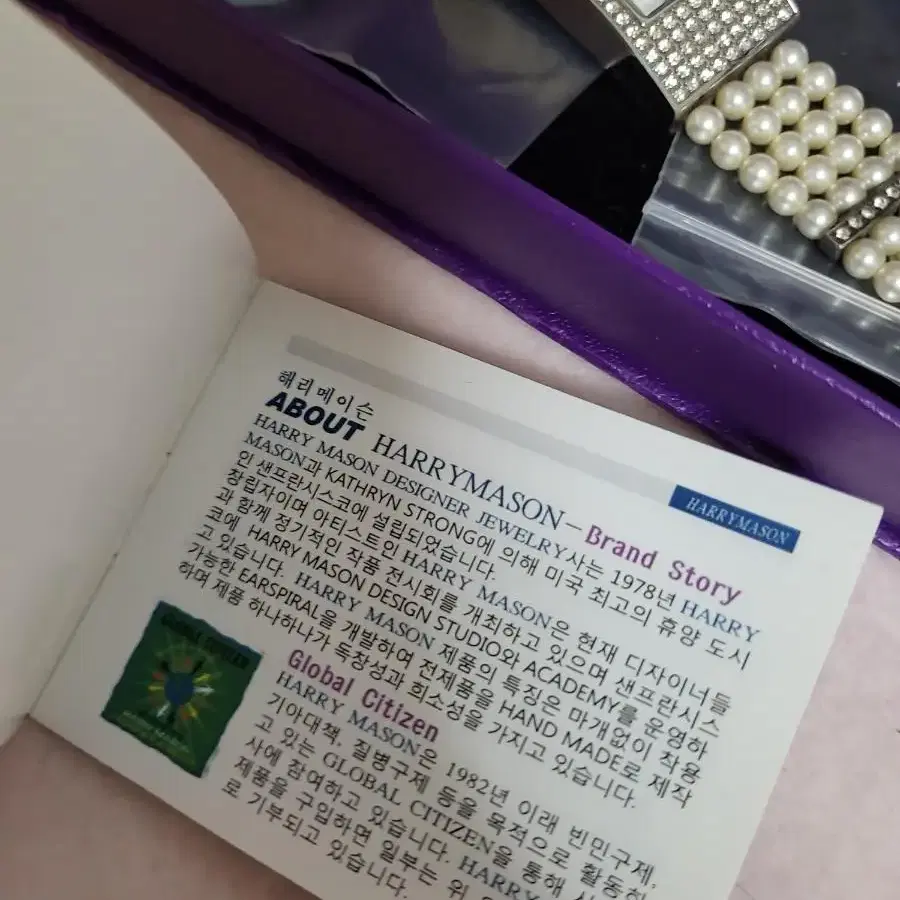 해리메이슨
ABOUT HARRYMASON - Brand Story
HARRYMASON
HARRY MASON DESIGNER JEWELRY사는 1978년 HARRY
MASON과 KATHRYN STRONG에 의해 미국 최고의 휴양 도시
인 샌프란시스코에 설립되었습니다.
창립자이며 아티스트인 HARRY MASON은 현재 디자이너들
과 함께 정기적인 작품 전시회를 개최하고 있으며 샌프란시스
코에 HARRY MASON DESIGN STUDIO와 ACADEMY를 운영하
고 있습니다. HARRY MASON 제품의 특징은 마개없이 착용
가능한 EARSPIRAL을 개발하여 전제품을 HAND MADE로 제작
하며 제품 하나하나가 독창성과 희소성을 가지고 있습니다.
GLOBAL CITIZEN
Global Citizen
HARRY MASON은 1982년 이래 빈민구제,
기아대책, 질병구제 등을 목적으로 활동하
고 있는 GLOBAL CITIZEN을 통해
사에 참여하고 있습니다. HARRY
제품을 구입하면 일부는 위
로 기부되고 있습니다.